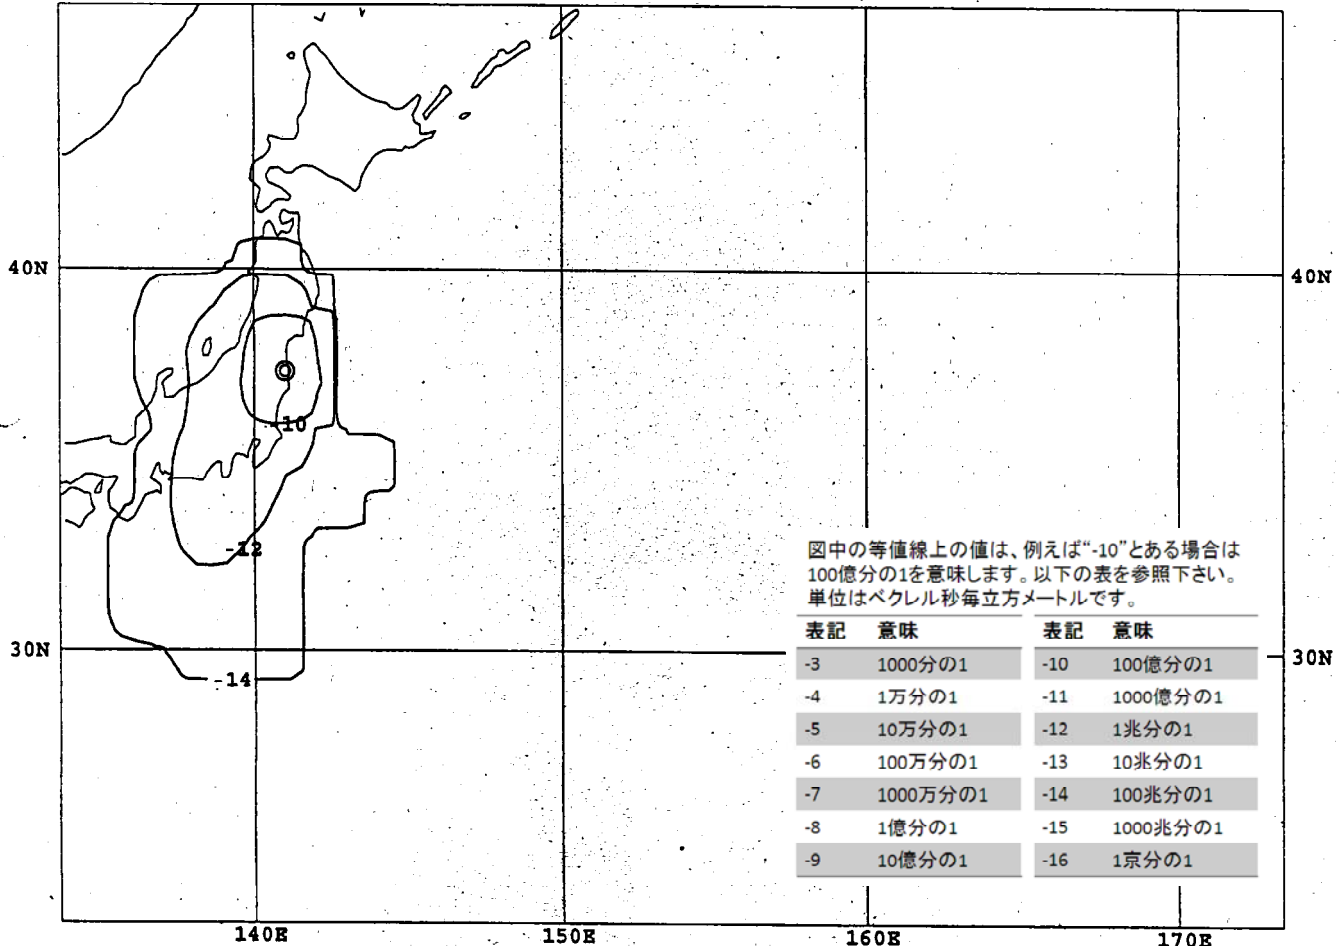 40N
40N
-10
-12
図中の等値線上の値は、例えば“-10”とある場合は
100億分の1を意味します。以下の表を参照下さい。
単位はベクレル秒毎立方メートルです。
表記 意味 表記 意味
30N
30N
-3 1000分の1 -10 100億分の1
-14
-4 1万分の1 -11 1000億分の1
-5 10万分の1 -12 1兆分の1
-6 100万分の1 -13 10兆分の1
-7 1000万分の1 -14 100兆分の1
-8 1億分の1 -15 1000兆分の1
-9 10億分の1 -16 1京分の1
140E 150E 160E 170E